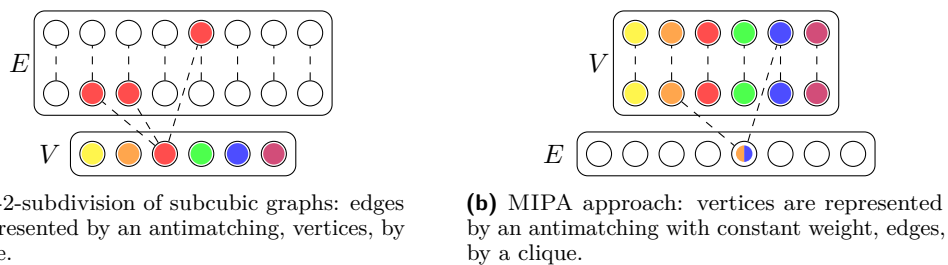 E
V
V
E
-2-subdivision of subcubic graphs: edges
resented by an antimatching, vertices, by
e.
(b) MIPA approach: vertices are represented
by an antimatching with constant weight, edges,
by a clique.